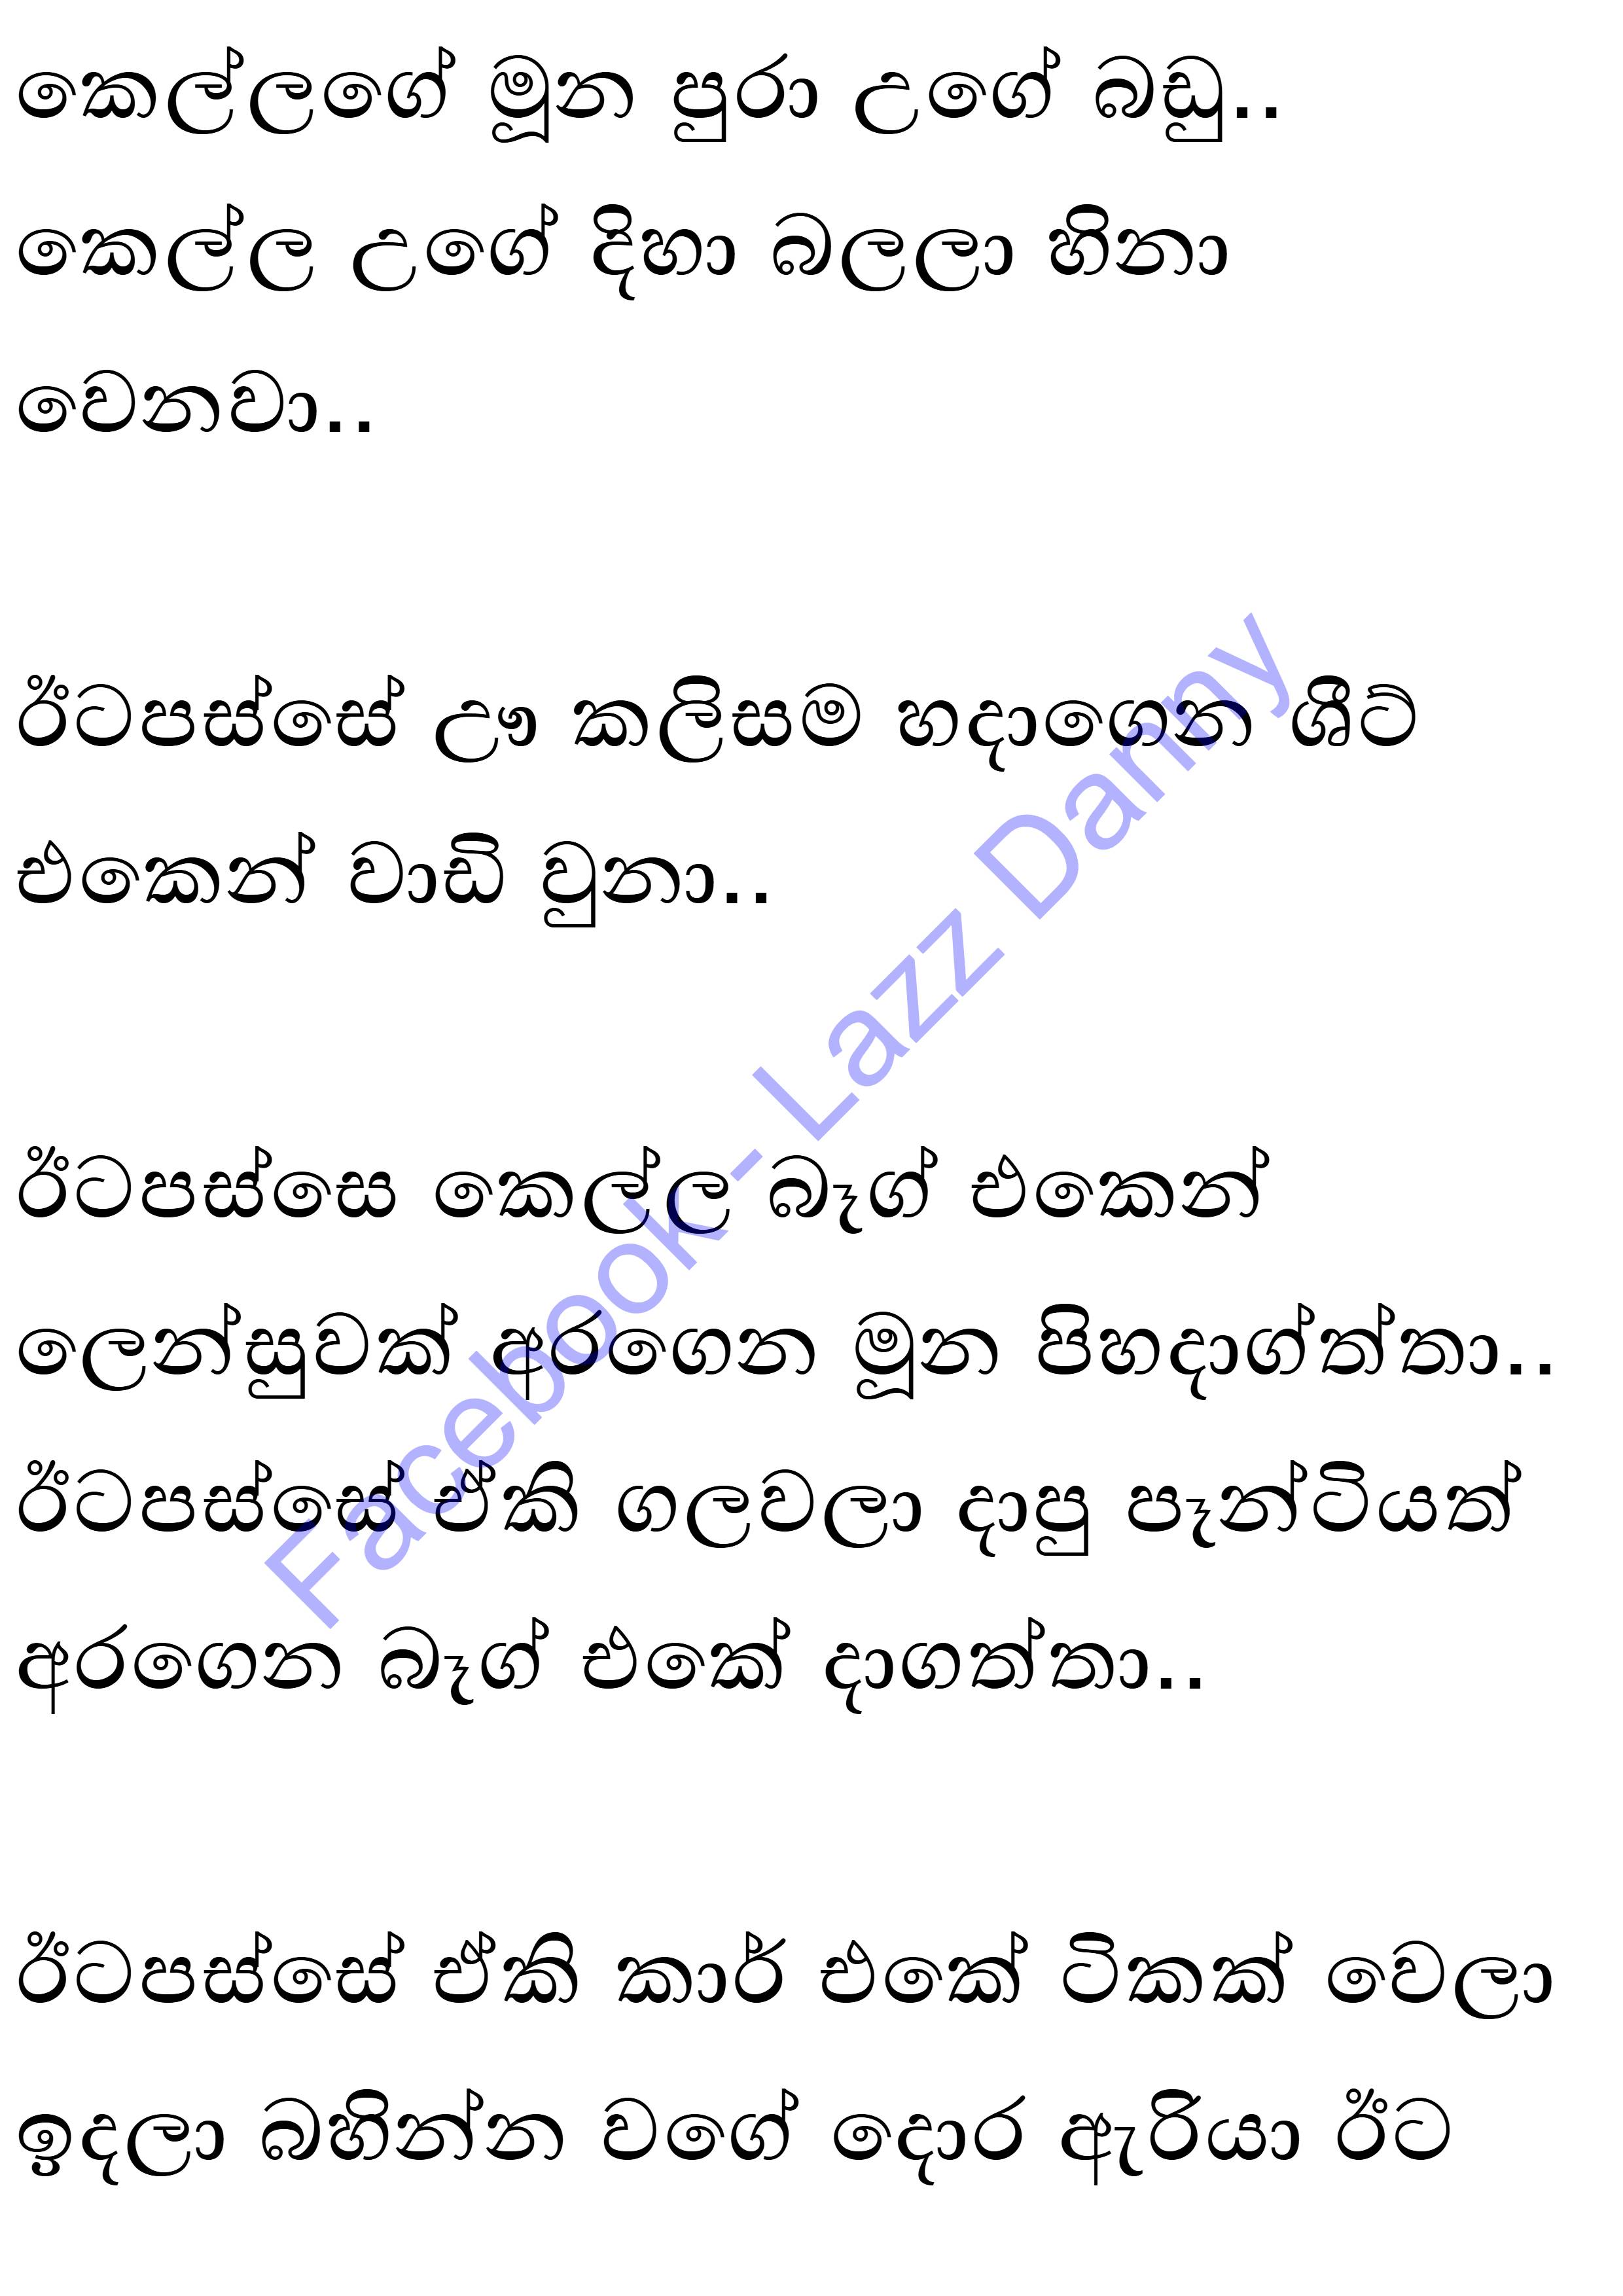 කෙල්ලගේ මූන පුරා උගේ බඩු..
කෙල්ල උගේ දිහා බලලා හිනා
වෙනවා..
ඊටපස්සේ ඌ කලිසම හදාගෙන ශීට්
එකෙන් වාඩි වුනා..
ඊටපස්සෙ කෙල්ල බෑග් එකෙන්
ලෙන්සුවක් අරගෙන මූන පිහදාග්ත්තා..
ඊටපස්සේ ඒකි ගලවලා දාපු පෑන්ටියත්
අරගෙන බෑග් එකේ දාගත්තා..
ඊටපස්සේ ඒකි කාර් එකේ ටිකක් වෙලා
ඉදලා බහින්න වගේ දොර ඇරියා ඊට
Facebook- Lazz Danny